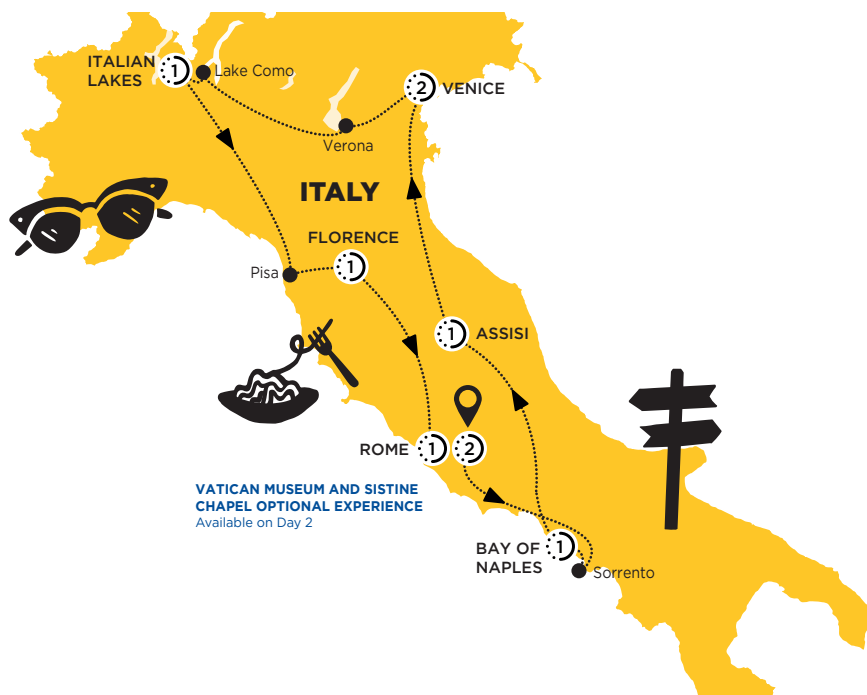 ITALIAN
LAKES
1
Lake Como
2
VENICE
Verona
ITALY
FLORENCE
Pisa
1
1
ASSISI
ROME
1
2
VATICAN MUSEUM AND SISTINE
CHAPEL OPTIONAL EXPERIENCE
Available on Day 2
BAY OF
NAPLES
1
Sorrento